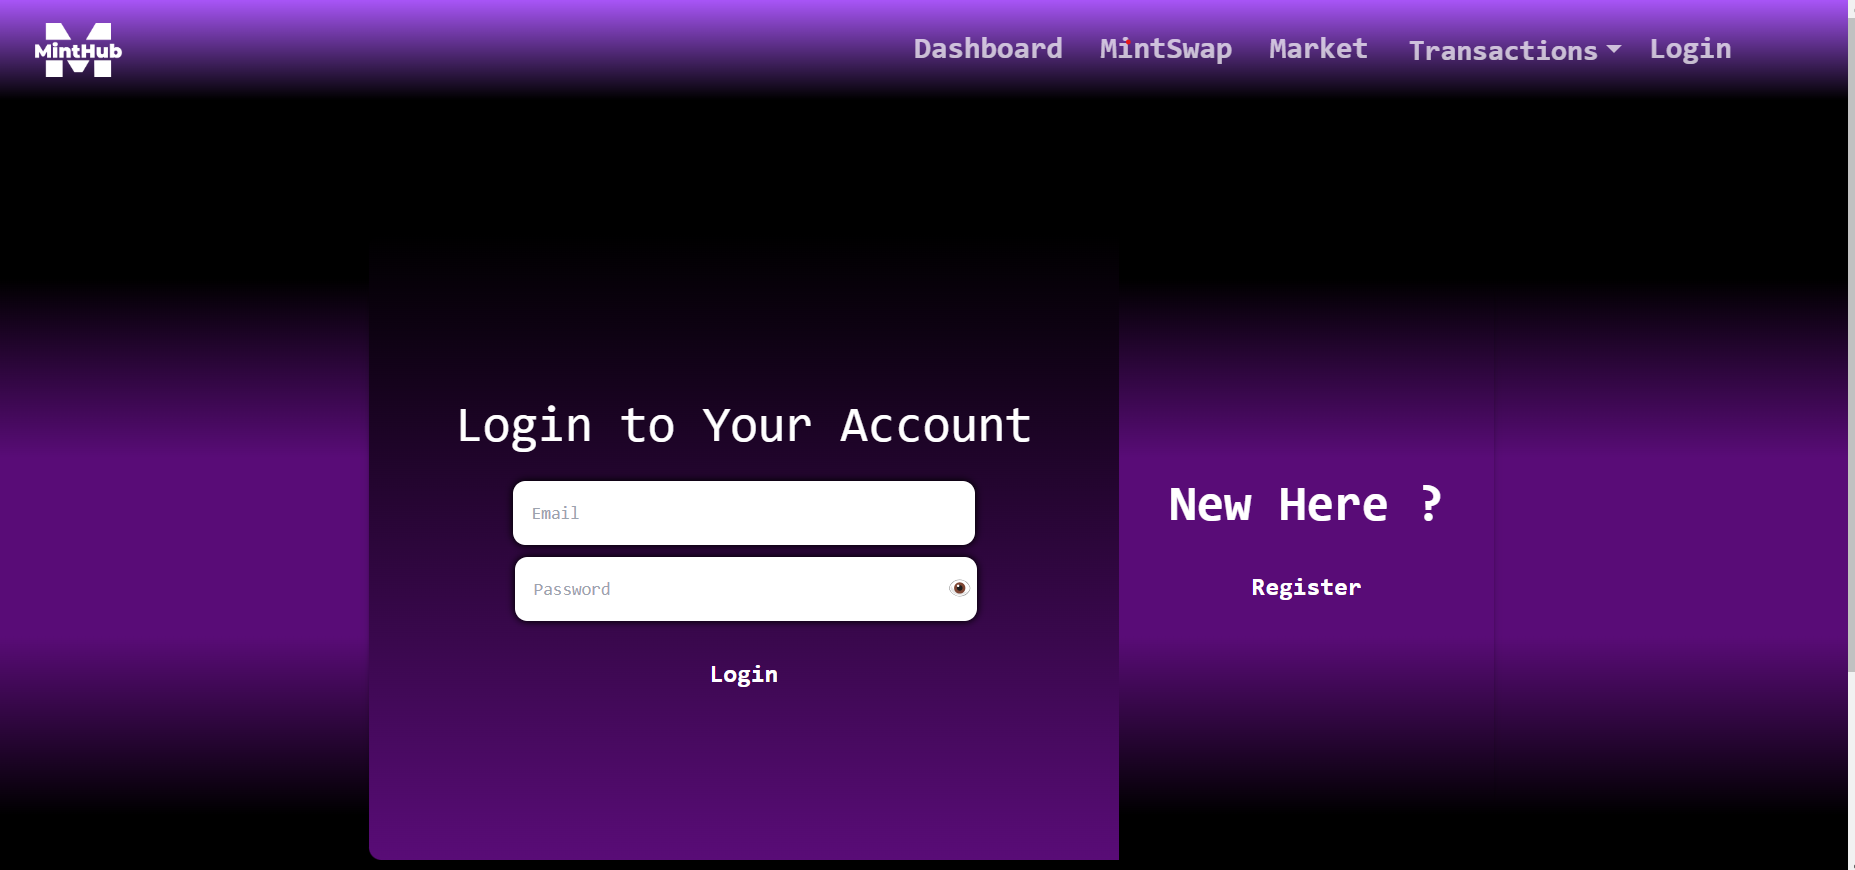 MintHub
Dashboard MintSwap Market Transactions Login
Login to Your Account
Email
Password
Login
New Here ?
Register